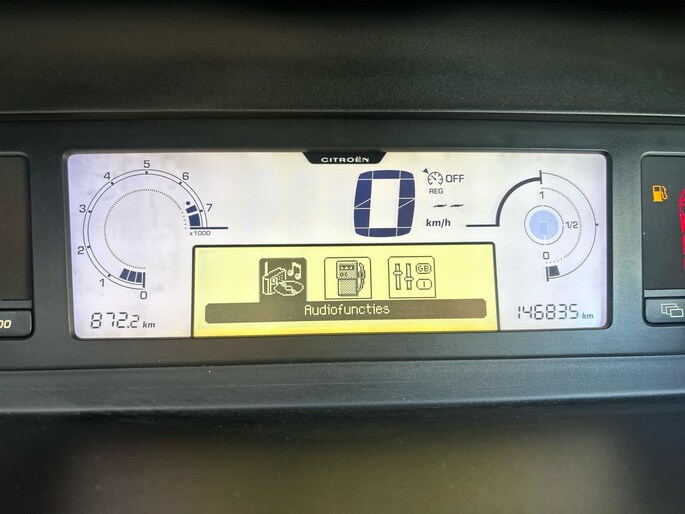 CITROËN
5
4
6
3
7
2
x1000
1
0
872.2 km
0
km/h
OFF
REG
--
1
1/2
0
GB
I
Audiofuncties
146835 km